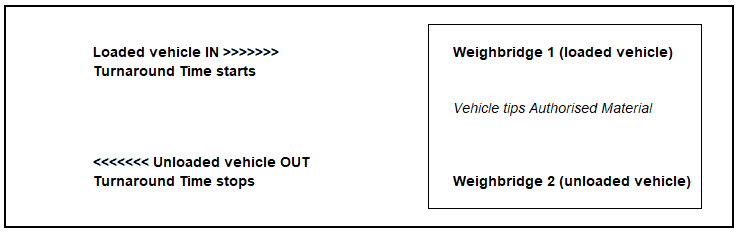 Loaded vehicle IN >>>>>>>
Turnaround Time starts
Weighbridge 1 (loaded vehicle)
Vehicle tips Authorised Material
<<<<<<< Unloaded vehicle OUT
Turnaround Time stops
Weighbridge 2 (unloaded vehicle)